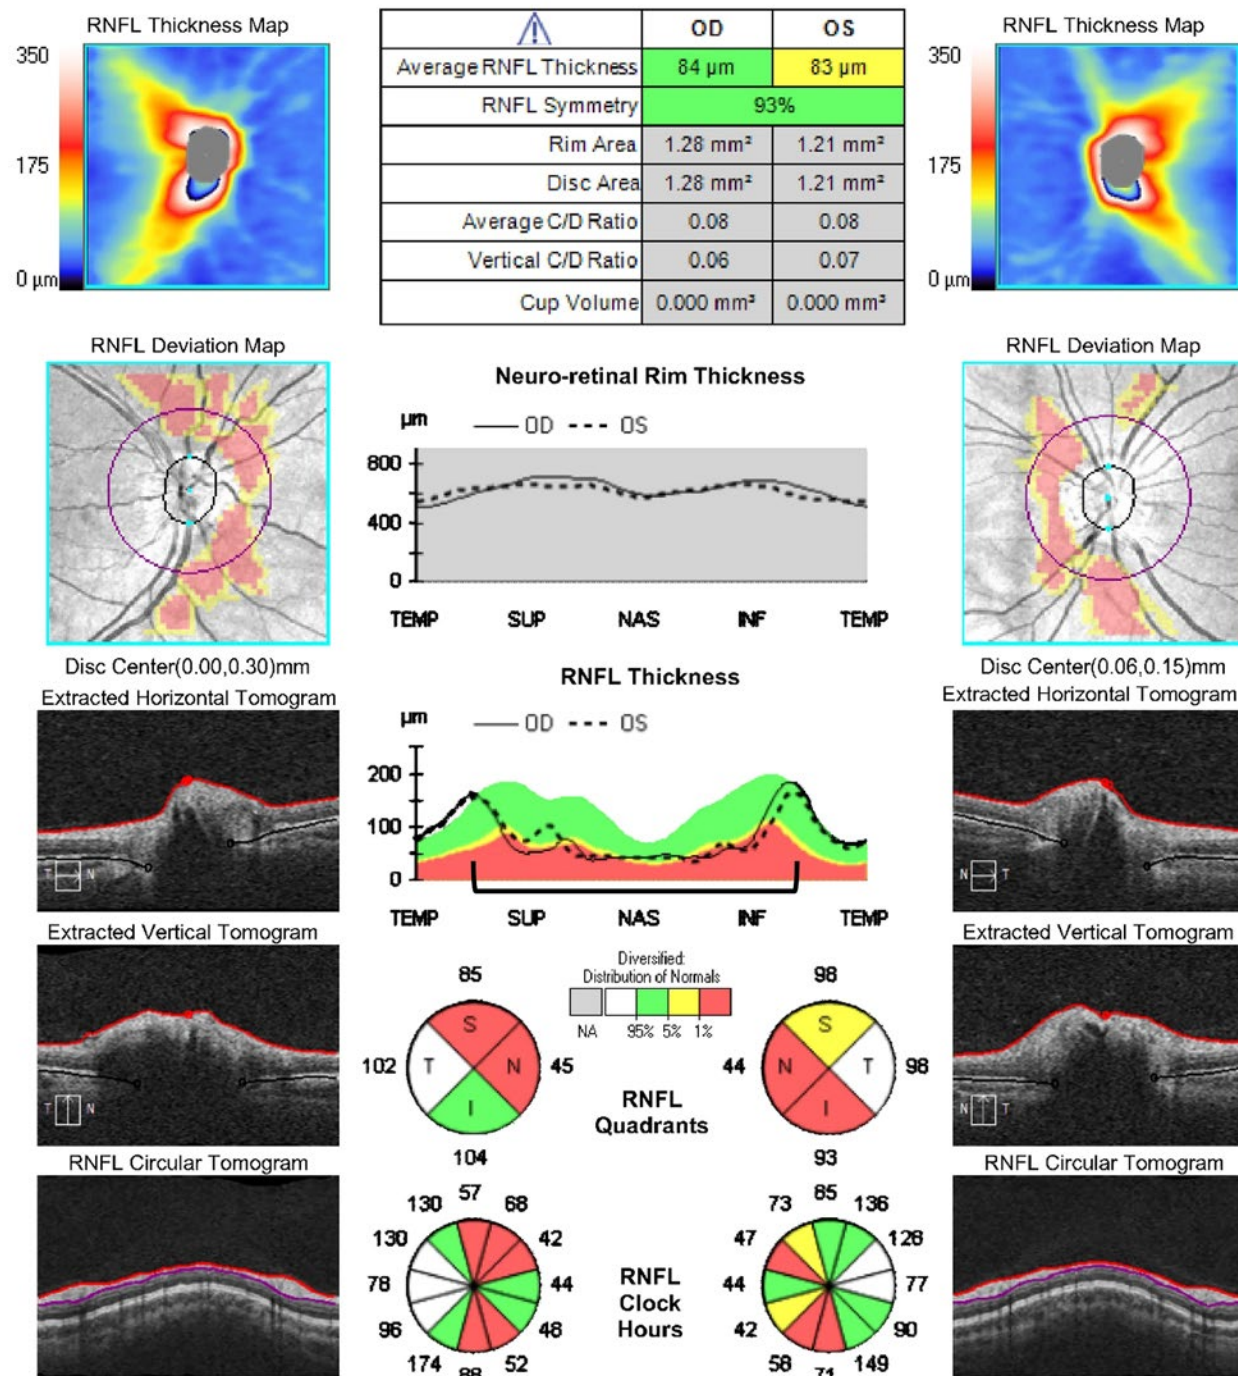 RNFL Thickness Map
350
175
0 µm
OD OS
Average RNFL Thickness 84 µm 83 µm
RNFL Symmetry 93%
Rim Area 1.28 mm² 1.21 mm²
Disc Area 1.28 mm² 1.21 mm²
Average C/D Ratio 0.08 0.08
Vertical C/D Ratio 0.06 0.07
Cup Volume 0.000 mm³ 0.000 mm³
RNFL Thickness Map
350
175
0 µm
RNFL Deviation Map
Disc Center(0.00,0.30)mm
Neuro-retinal Rim Thickness
µm
OD OS
800
400
0
TEMP SUP NAS INF TEMP
RNFL Deviation Map
Disc Center(0.06,0.15)mm
Extracted Horizontal Tomogram
T N
RNFL Thickness
µm
OD OS
200
100
0
TEMP SUP NAS INF TEMP
Extracted Horizontal Tomogram
N T
Extracted Vertical Tomogram
T N
Diversified:
Distribution of Normals
NA 95% 5% 1%
85
S
102 T N 45
I
104
RNFL
Quadrants
98
S
44 N T 98
I
93
Extracted Vertical Tomogram
N T
RNFL Circular Tomogram
57
130 68
130 42
78 44
96 48
174 52
88
RNFL
Clock
Hours
85
73 136
47 128
44 77
42 90
58 149
71
RNFL Circular Tomogram